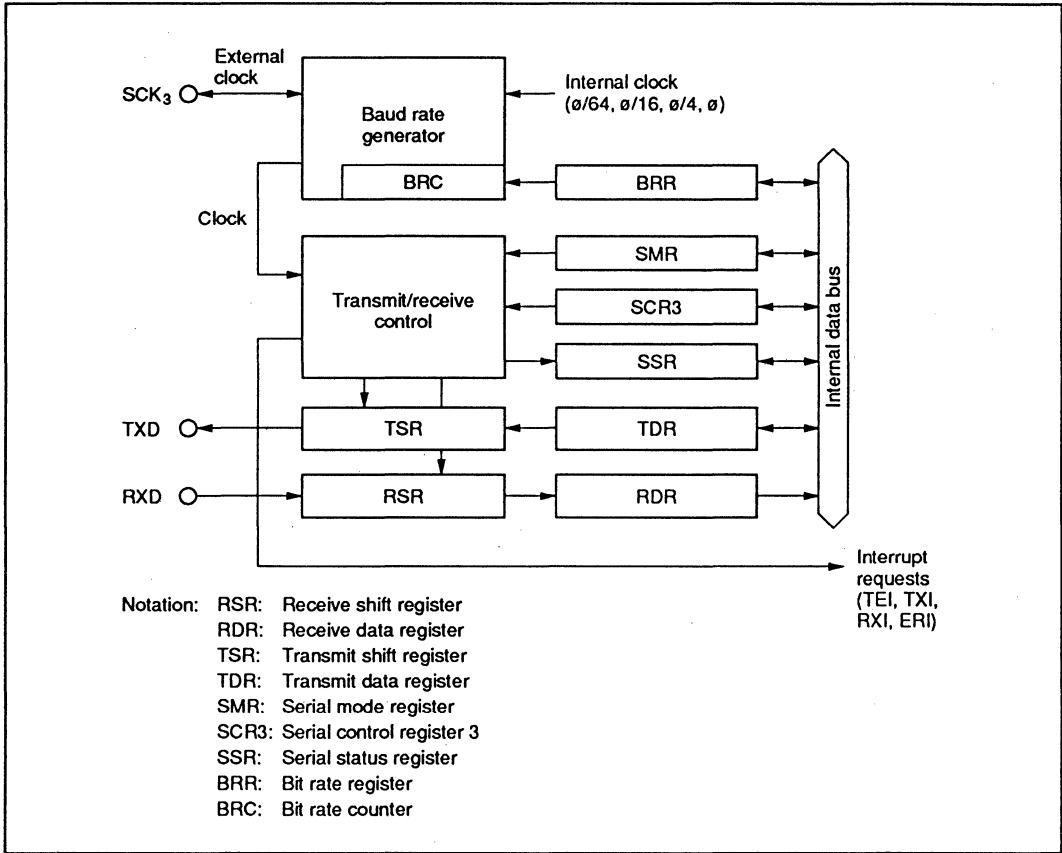 External
clock
SCK3
Baud rate
generator
Internal clock
(ø/64, ø/16, ø/4, ø)
BRC
BRR
Clock
Transmit/receive
control
SMR
SCR3
SSR
Internal data bus
TXD
TSR
TDR
RXD
RSR
RDR
Interrupt
requests
(TEI, TXI,
RXI, ERI)
Notation: RSR: Receive shift register
RDR: Receive data register
TSR: Transmit shift register
TDR: Transmit data register
SMR: Serial mode register
SCR3: Serial control register 3
SSR: Serial status register
BRR: Bit rate register
BRC: Bit rate counter